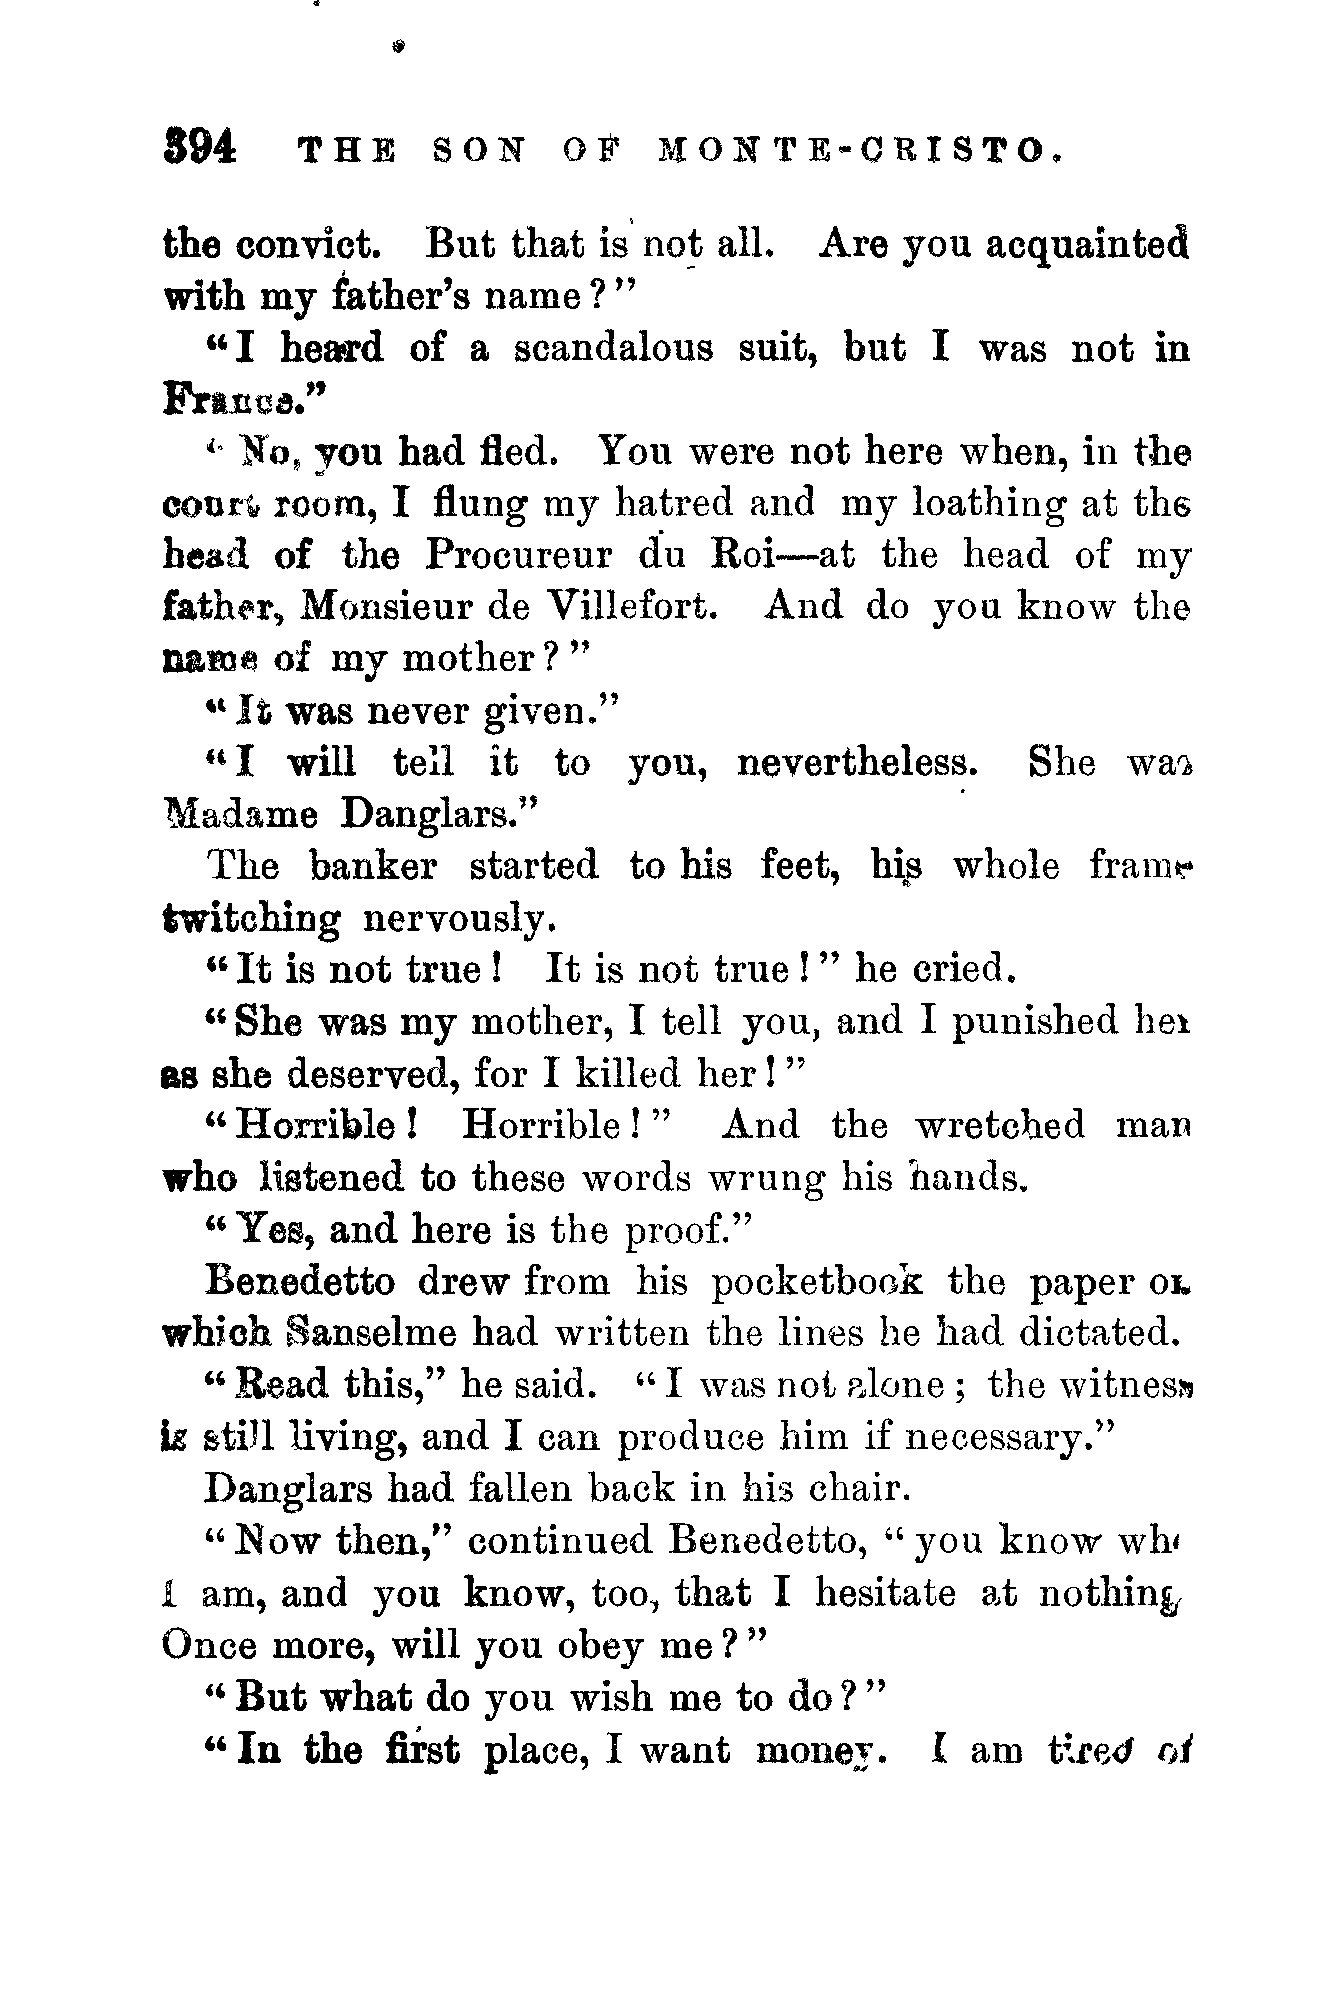 394 THE SON OF MONTE-CRISTO.
the convict. But that is not all. Are you acquainted
with my father's name?"
"I heard of a scandalous suit, but I was not in
France."
"No, you had fled. You were not here when, in the
court room, I flung my hatred and my loathing at the
head of the Procureur du Roi—at the head of my
father, Monsieur de Villefort. And do you know the
name of my mother?"
"It was never given."
"I will tell it to you, nevertheless. She was
Madame Danglars."
The banker started to his feet, his whole frame
twitching nervously.
"It is not true! It is not true!" he cried.
"She was my mother, I tell you, and I punished her
as she deserved, for I killed her!"
"Horrible! Horrible!" And the wretched man
who listened to these words wrung his hands.
"Yes, and here is the proof."
Benedetto drew from his pocketbook the paper on
which Sanselme had written the lines he had dictated.
"Read this," he said. "I was not alone; the witness
is still living, and I can produce him if necessary."
Danglars had fallen back in his chair.
"Now then," continued Benedetto, "you know who
I am, and you know, too, that I hesitate at nothing.
Once more, will you obey me?"
"But what do you wish me to do?"
"In the first place, I want money. I am tired of